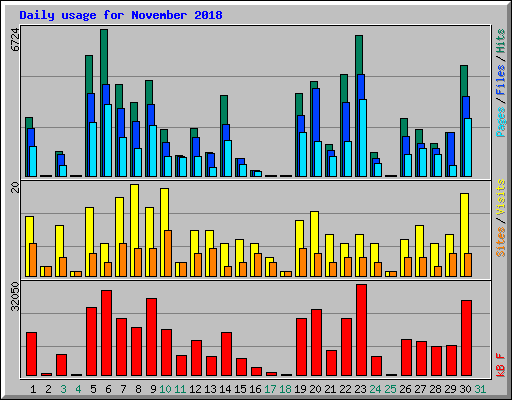 Daily usage for November 2018
6724
Pages / Files / Hits
20
Sites / Visits
32050
kB F
1 2 3 4 5 6 7 8 9 10 11 12 13 14 15 16 17 18 19 20 21 22 23 24 25 26 27 28 29 30 31